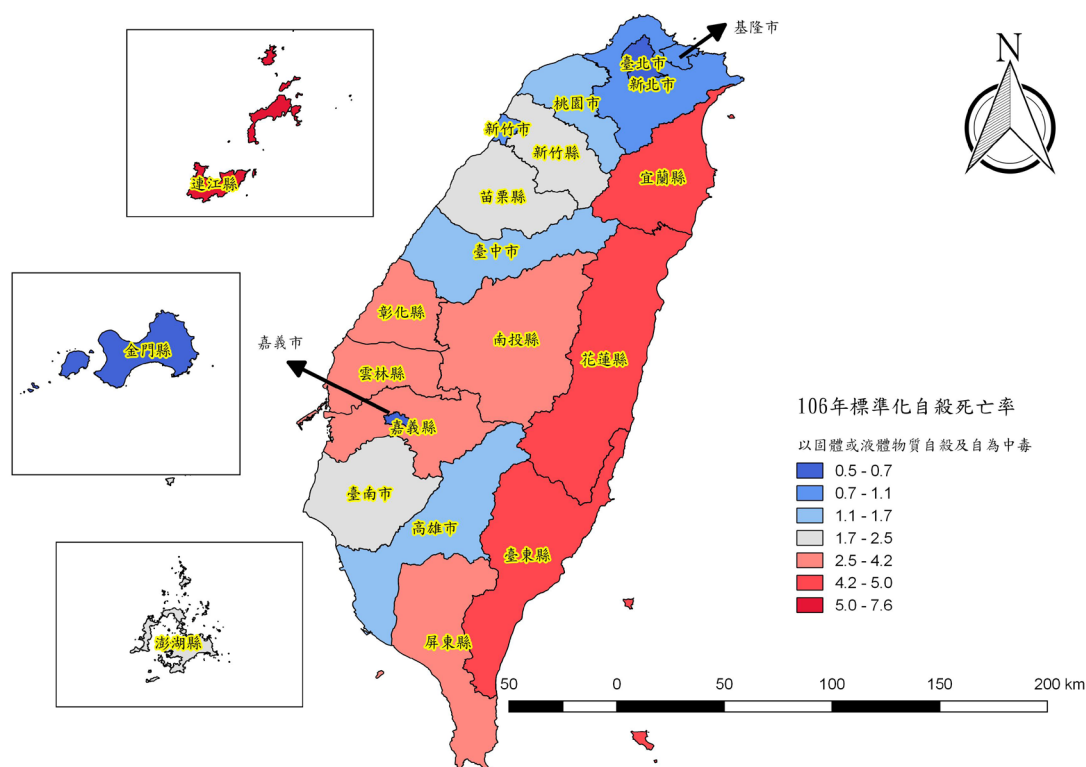 基隆市
N
臺北市
新北市
桃園市
新竹市
新竹縣
宜蘭縣
連江縣
苗栗縣
臺中市
彰化縣
南投縣
嘉義市
金門縣
花蓮縣
雲林縣
嘉義縣
臺南市
高雄市
臺東縣
澎湖縣
屏東縣
106年標準化自殺死亡率
以固體或液體物質自殺及自為中毒
0.5 - 0.7
0.7 - 1.1
1.1 - 1.7
1.7 - 2.5
2.5 - 4.2
4.2 - 5.0
5.0 - 7.6
50 0 50 100 150 200 km